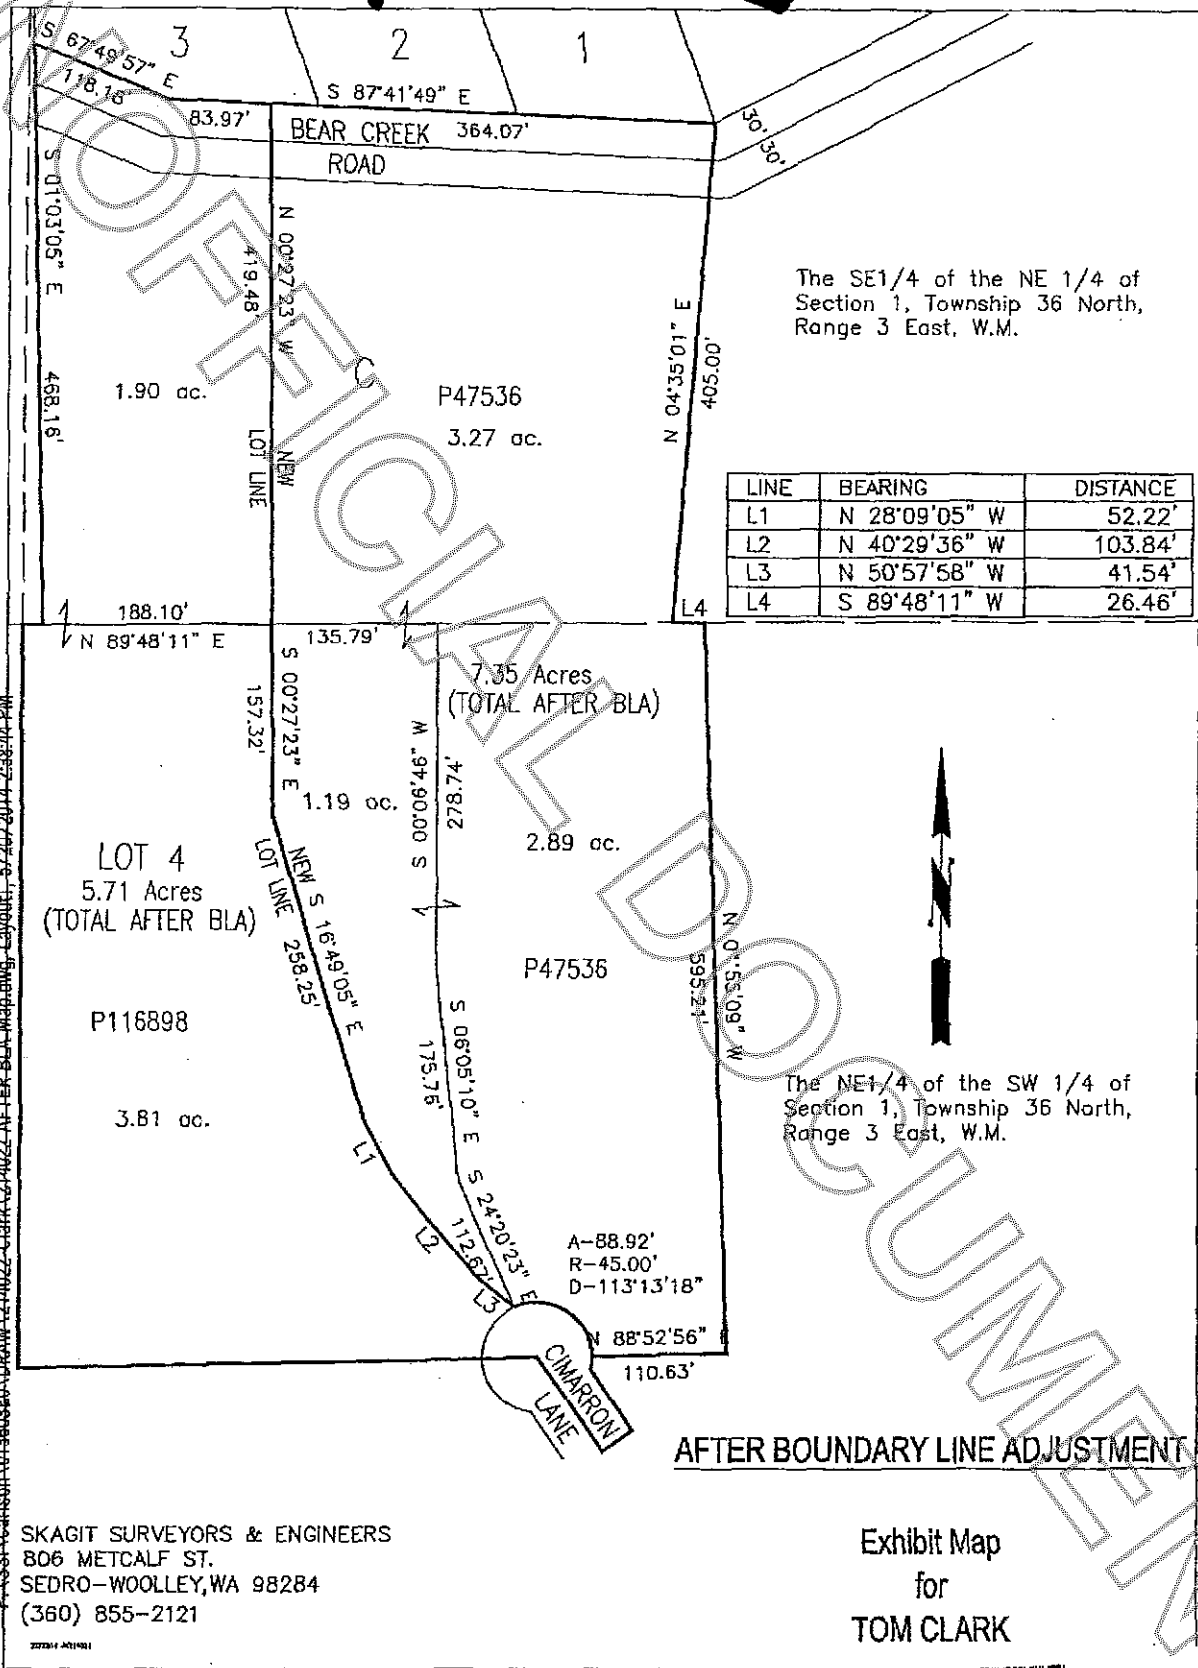 3
2
1
S 67°49'57" E
118.18'
83.97'
S 87°41'49" E
BEAR CREEK 364.07'
ROAD
30' 30'
S 01°03'05" E
468.16'
N 00°27'23" W
419.48'
NEW
LOT LINE
N 04°35'01" E
405.00'
The SE1/4 of the NE 1/4 of
Section 1, Township 36 North,
Range 3 East, W.M.
1.90 ac.
P47536
3.27 ac.
LINE BEARING DISTANCE
L1 N 28°09'05" W 52.22'
L2 N 40°29'36" W 103.84'
L3 N 50°57'58" W 41.54'
L4 S 89°48'11" W 26.46'
L4
188.10'
N 89°48'11" E
135.79'
7.35 Acres
(TOTAL AFTER BLA)
S 00°27'23" E
157.32'
S 00°06'46" W
278.74'
1.19 ac.
2.89 ac.
LOT 4
5.71 Acres
(TOTAL AFTER BLA)
NEW S 16°49'05" E
LOT LINE 258.25'
P47536
595.21'
P116898
3.81 ac.
S 06°05'10" E
175.76'
N
The NE1/4 of the SW 1/4 of
Section 1, Township 36 North,
Range 3 East, W.M.
L1
L2
L3
S 24°20'23" E
112.67'
A-88.92'
R-45.00'
D-113°13'18"
N 88°52'56" E
110.63'
CIMARRON
LANE
AFTER BOUNDARY LINE ADJUSTMENT
SKAGIT SURVEYORS & ENGINEERS
806 METCALF ST.
SEDRO-WOOLLEY,WA 98284
(360) 855-2121
Exhibit Map
for
TOM CLARK
UNOFFICIAL DOCUMENT